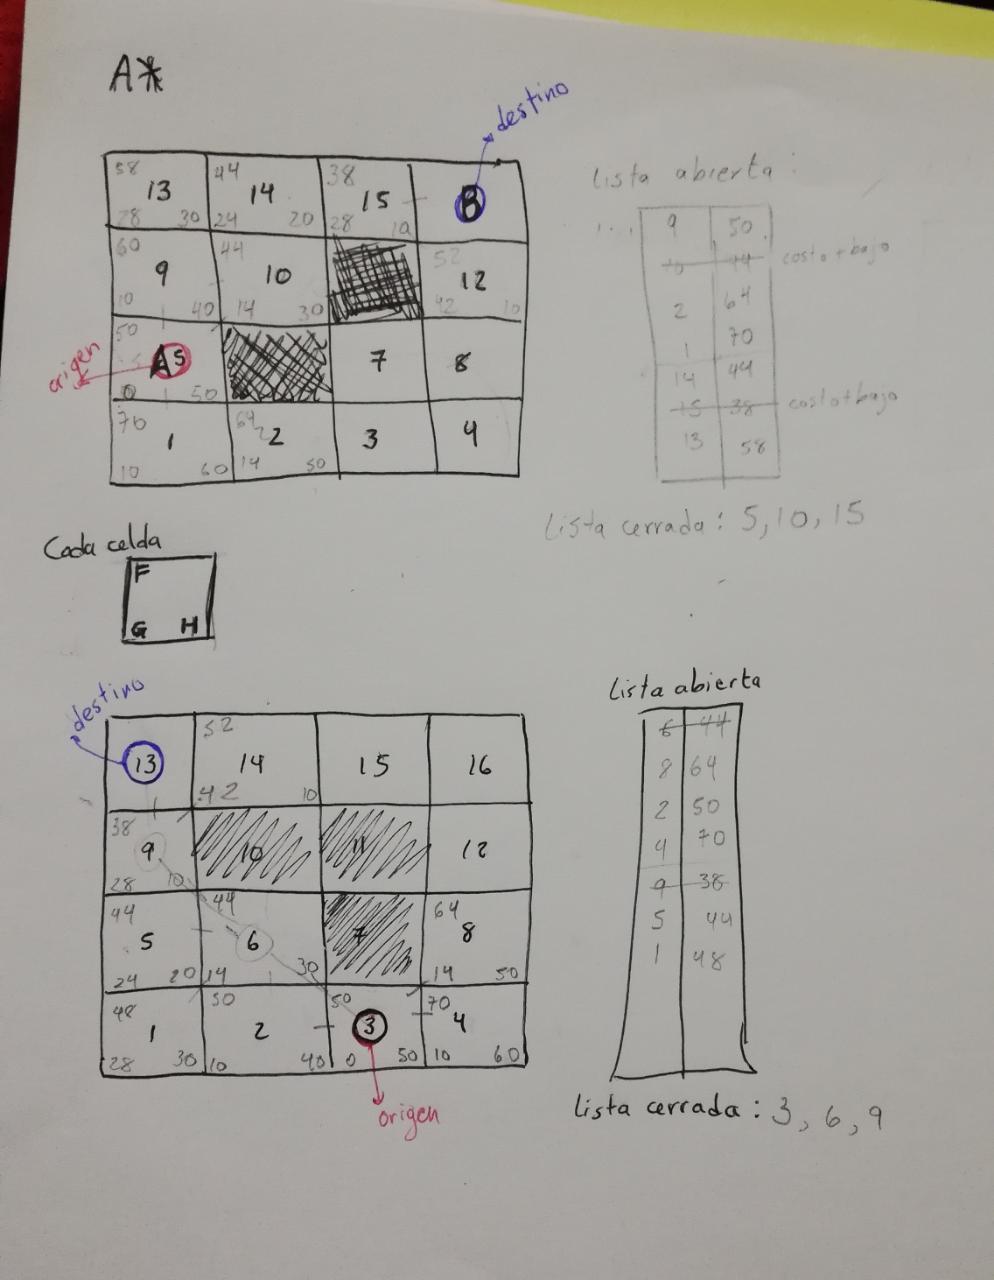 A*
destino
58 44 38
13 14 15 B
28 30 24 20 28 10
60 44 52
9 10 12
10 40 14 30 42 10
50
origen A 5 7 8
0 50
70 64
1 2 3 4
10 60 14 50
Lista abierta:
.... 9 50
10 44 costo + bajo
2 64
1 70
14 44
15 38 costo + bajo
13 58
Lista cerrada: 5, 10, 15
Cada celda
F
G H
destino
52
13 14 15 16
42 10
38
9 10 11 12
28 10
44 44 64
5 6 7 8
24 20 14 30 14 50
48 50 50 70
1 2 3 4
28 30 10 40 0 50 10 60
origen
Lista abierta
6 44
8 64
2 50
4 70
9 38
5 44
1 48
Lista cerrada: 3, 6, 9